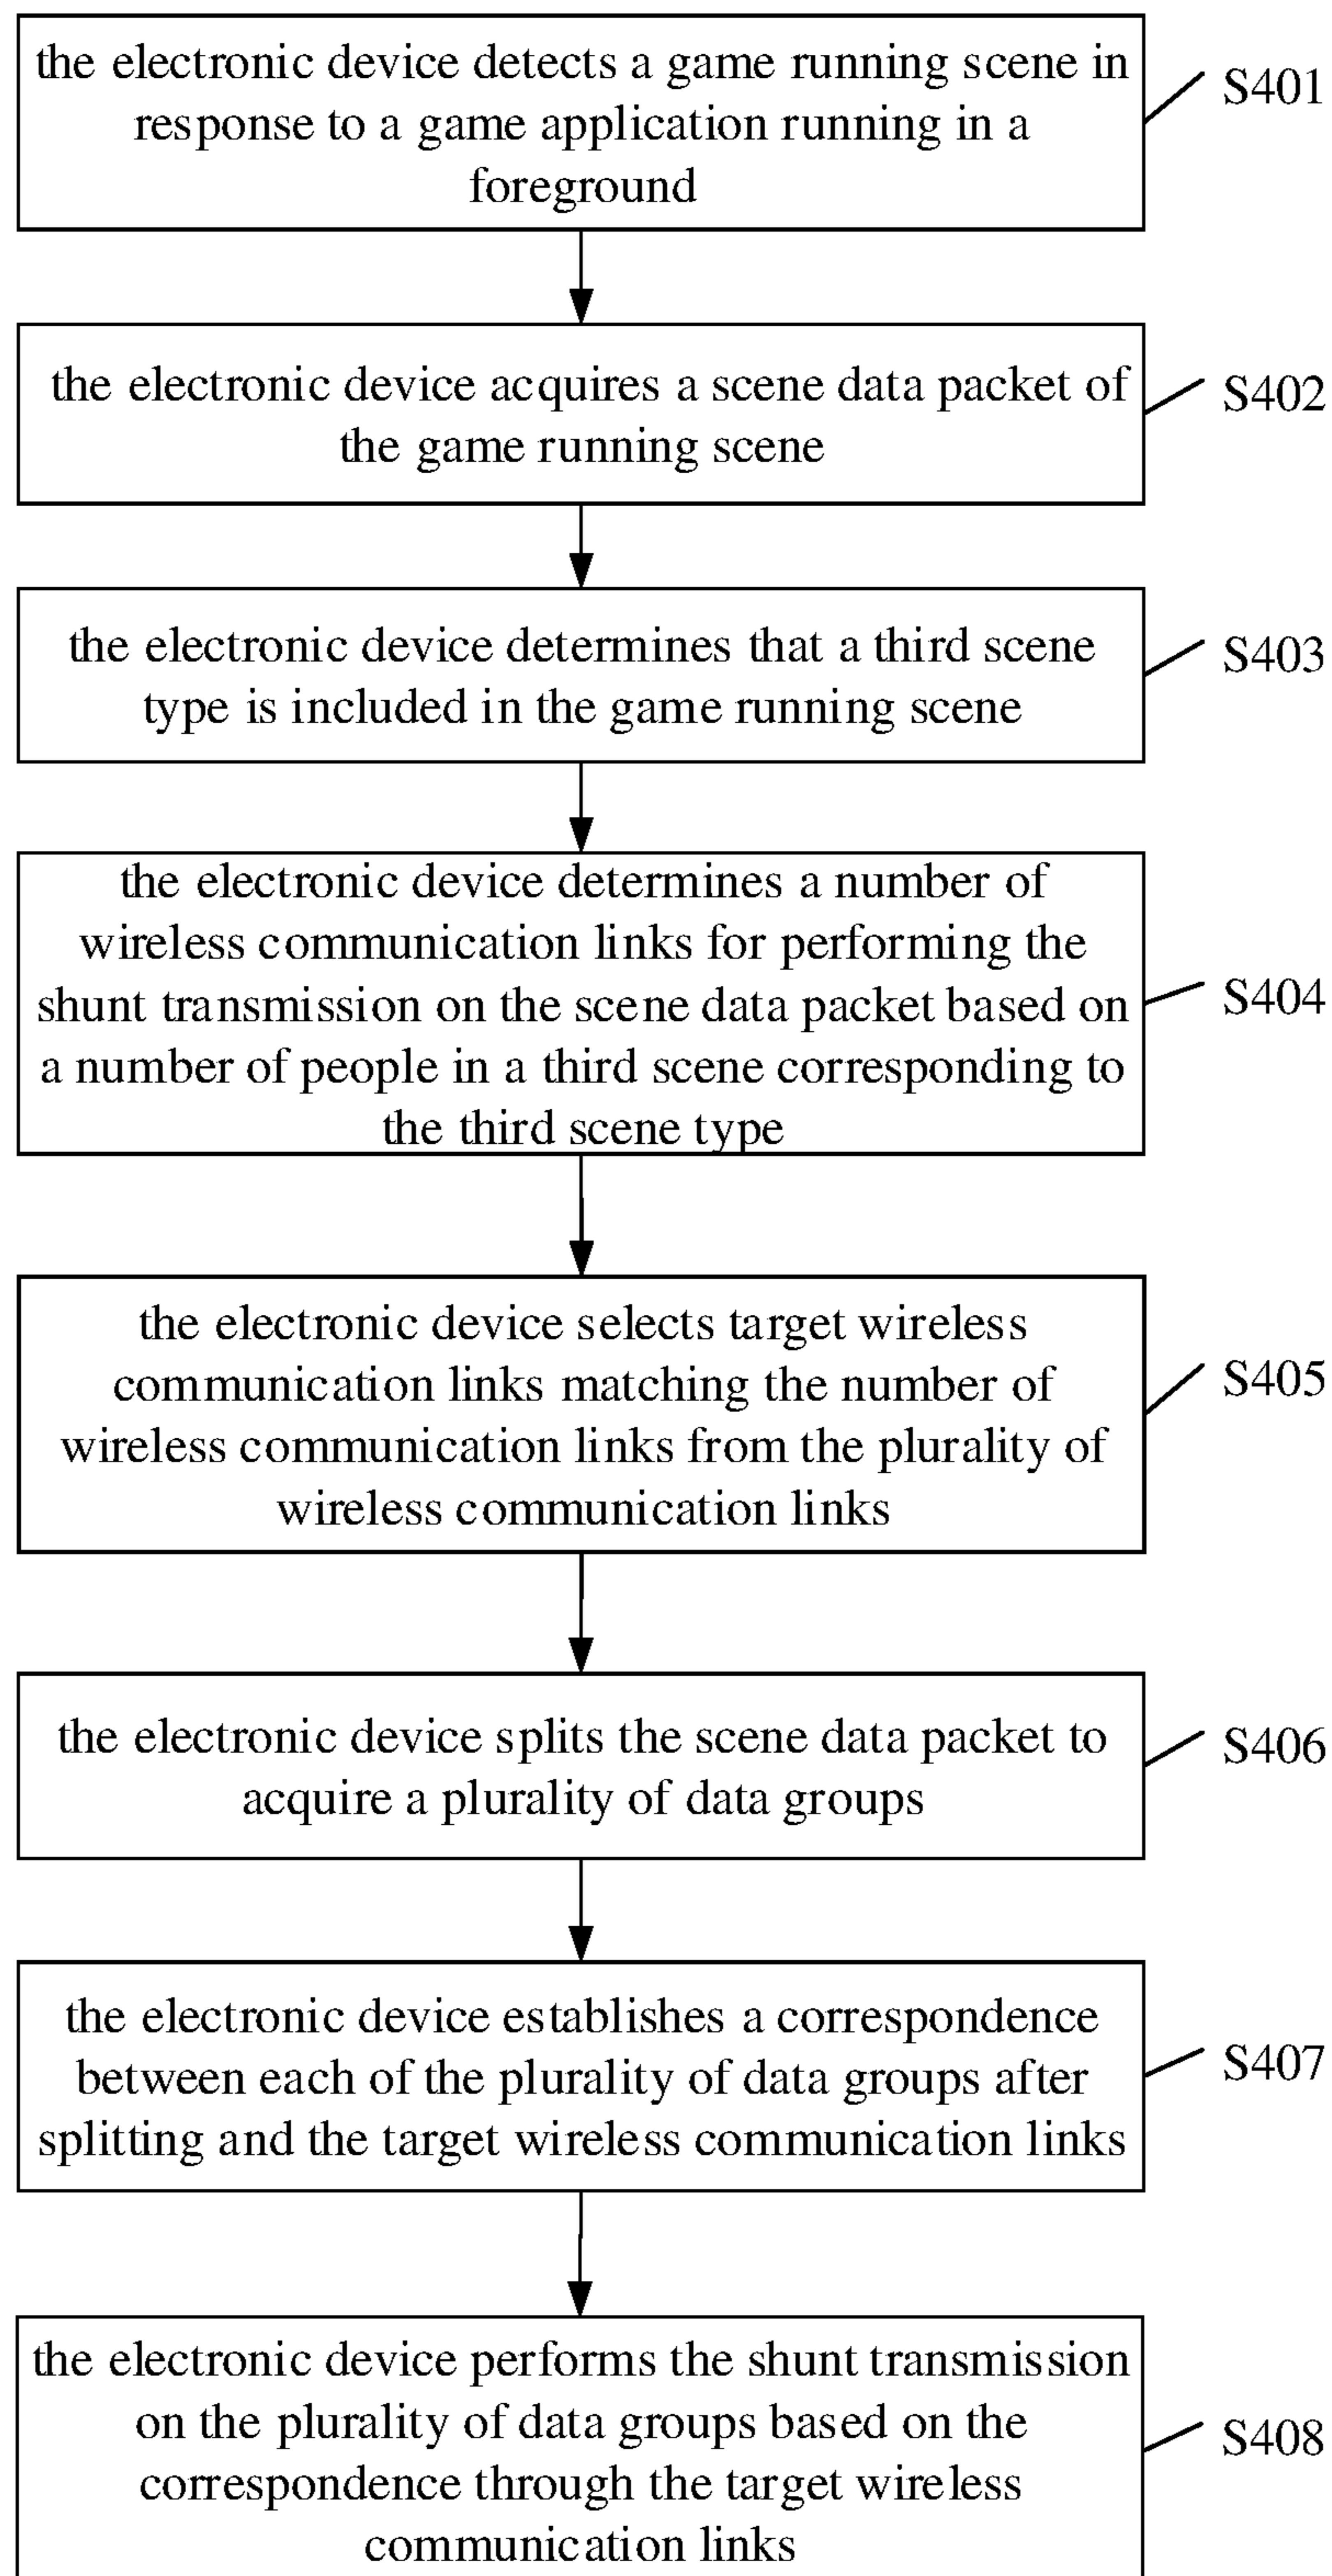 the electronic device detects a game running scene in
response to a game application running in a
foreground
S401
the electronic device acquires a scene data packet of
the game running scene
S402
the electronic device determines that a third scene
type is included in the game running scene
S403
the electronic device determines a number of
wireless communication links for performing the
shunt transmission on the scene data packet based on
a number of people in a third scene corresponding to
the third scene type
S404
the electronic device selects target wireless
communication links matching the number of
wireless communication links from the plurality of
wireless communication links
S405
the electronic device splits the scene data packet to
acquire a plurality of data groups
S406
the electronic device establishes a correspondence
between each of the plurality of data groups after
splitting and the target wireless communication links
S407
the electronic device performs the shunt transmission
on the plurality of data groups based on the
correspondence through the target wireless
communication links
S408